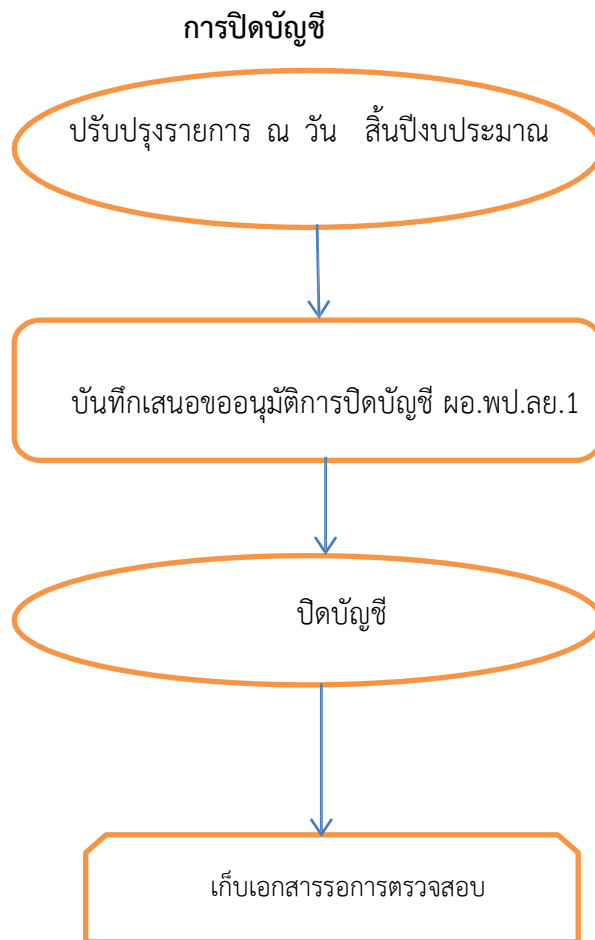 การปิดบัญชี
ปรับปรุงรายการ ณ วัน สิ้นปีงบประมาณ
บันทึกเสนอขออนุมัติการปิดบัญชี ผอ.พป.ลย.1
ปิดบัญชี
เก็บเอกสารรอการตรวจสอบ